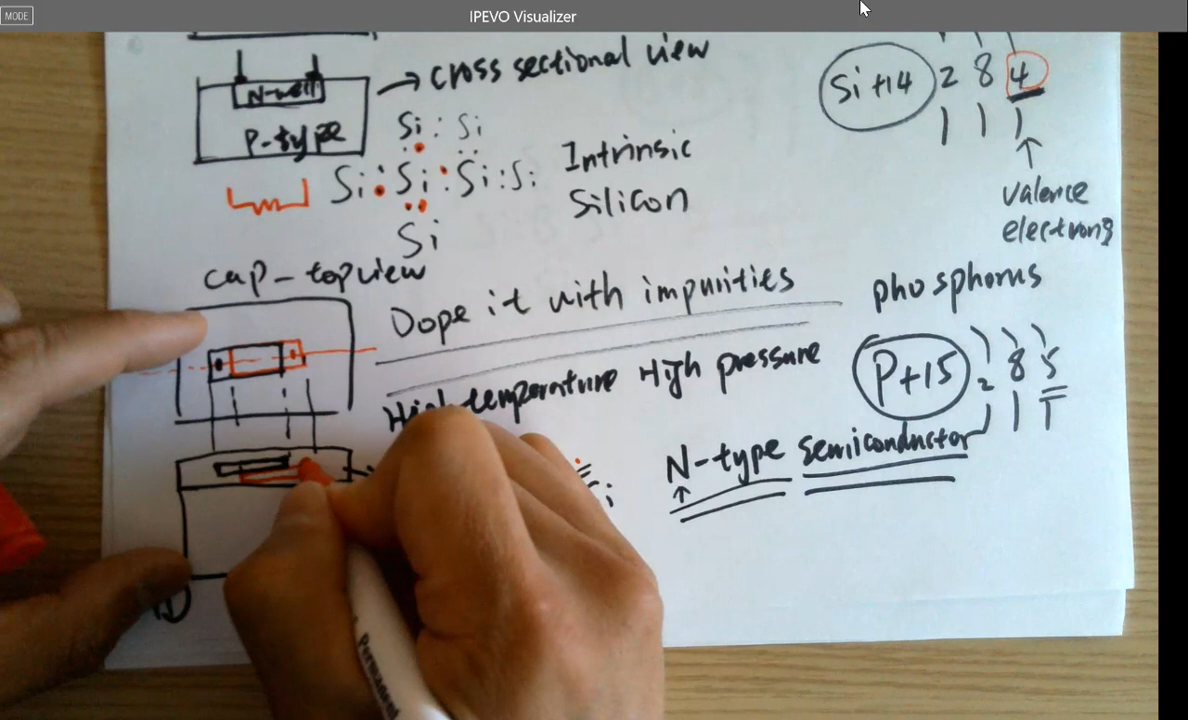 MODE
IPEVO Visualizer
N-well
P-type
cross sectional view
Si : Si
Si : Si : Si : Si
Si
Intrinsic
Silicon
Si +14 2 8 4
valence
electrons
cap - top view
Dope it with impurities
High temperature High pressure
phosphorus
P+15 2 8 5
N-type semiconductor
Permanent